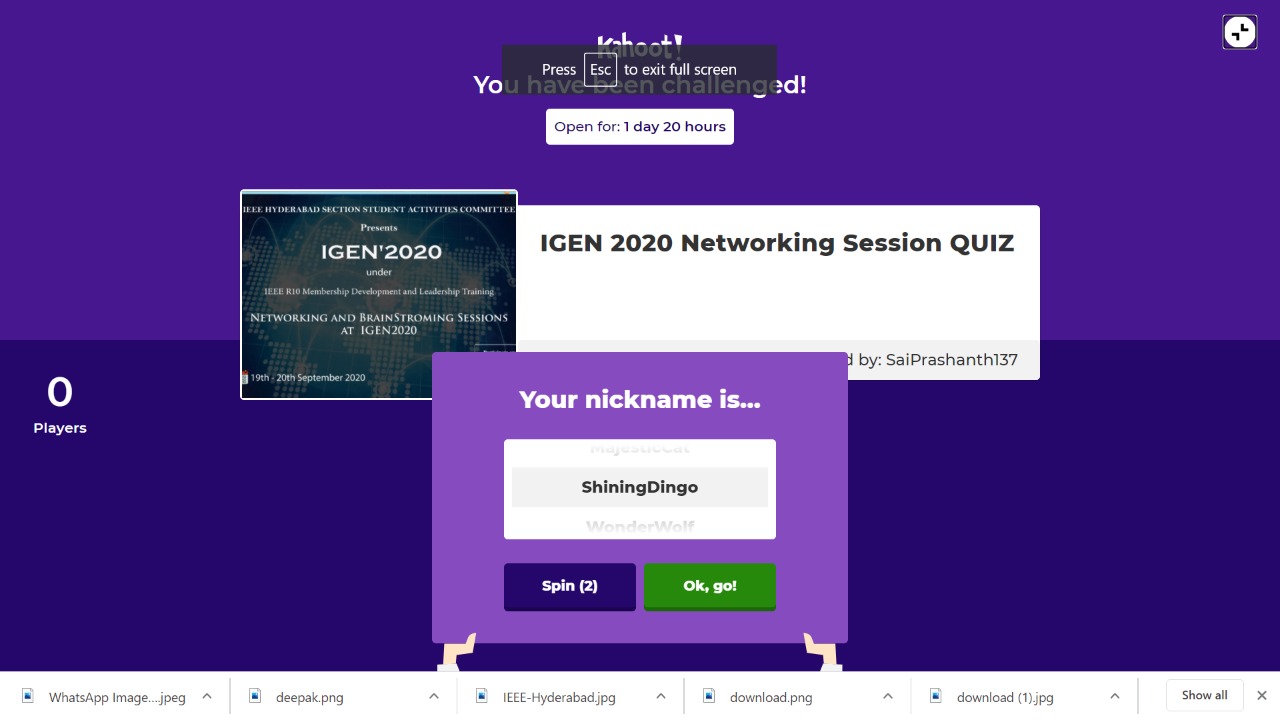 Kahoot!
Press Esc to exit full screen
You have been challenged!
Open for: 1 day 20 hours
IEEE HYDERABAD SECTION STUDENT ACTIVITIES COMMITTEE
Presents
IGEN'2020
under
IEEE R10 Membership Development and Leadership Training
NETWORKING AND BRAINSTROMING SESSIONS
AT IGEN2020
19th - 20th September 2020
IGEN 2020 Networking Session QUIZ
d by: SaiPrashanth137
0
Players
Your nickname is...
MajesticCat
ShiningDingo
WonderWolf
Spin (2)
Ok, go!
WhatsApp Image....jpeg
deepak.png
IEEE-Hyderabad.jpg
download.png
download (1).jpg
Show all